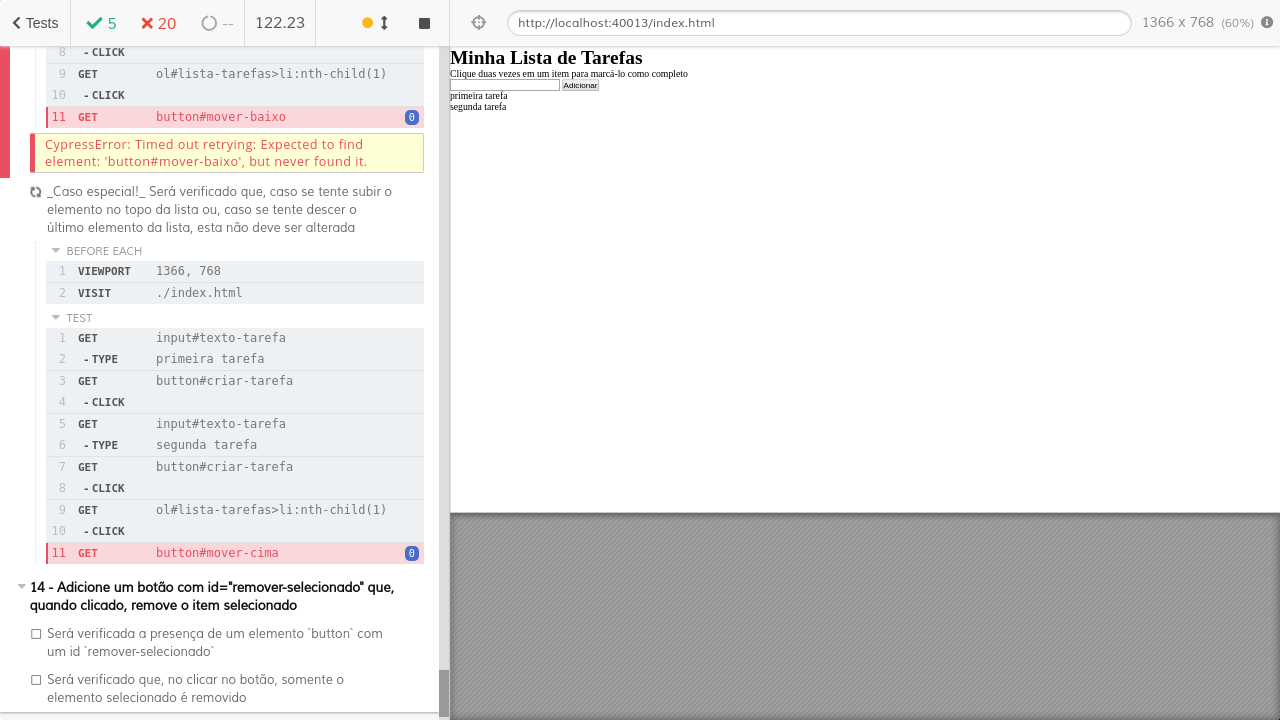 Tests 5 20 -- 122.23 http://localhost:40013/index.html 1366 x 768 (60%)
8 - CLICK
9 GET ol#lista-tarefas>li:nth-child(1)
10 - CLICK
11 GET button#mover-baixo 0
CypressError: Timed out retrying: Expected to find
element: 'button#mover-baixo', but never found it.
_Caso especial!_ Será verificado que, caso se tente subir o
elemento no topo da lista ou, caso se tente descer o
último elemento da lista, esta não deve ser alterada
BEFORE EACH
1 VIEWPORT 1366, 768
2 VISIT ./index.html
TEST
1 GET input#texto-tarefa
2 - TYPE primeira tarefa
3 GET button#criar-tarefa
4 - CLICK
5 GET input#texto-tarefa
6 - TYPE segunda tarefa
7 GET button#criar-tarefa
8 - CLICK
9 GET ol#lista-tarefas>li:nth-child(1)
10 - CLICK
11 GET button#mover-cima 0
14 - Adicione um botão com id="remover-selecionado" que,
quando clicado, remove o item selecionado
Será verificada a presença de um elemento `button` com
um id `remover-selecionado`
Será verificado que, no clicar no botão, somente o
elemento selecionado é removido
Minha Lista de Tarefas
Clique duas vezes em um item para marcá-lo como completo
Adicionar
primeira tarefa
segunda tarefa